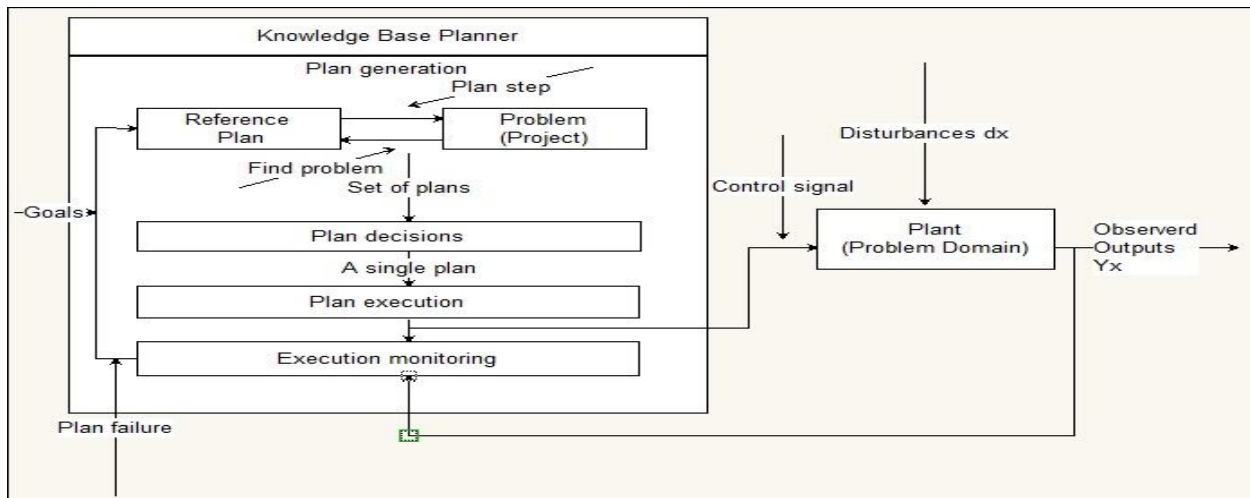 Knowledge Base Planner
Plan generation
Plan step
Reference
Plan
Problem
(Project)
Find problem
Set of plans
Goals
Plan decisions
A single plan
Plan execution
Execution monitoring
Plan failure
Control signal
Disturbances dx
Plant
(Problem Domain)
Observerd
Outputs
Yx